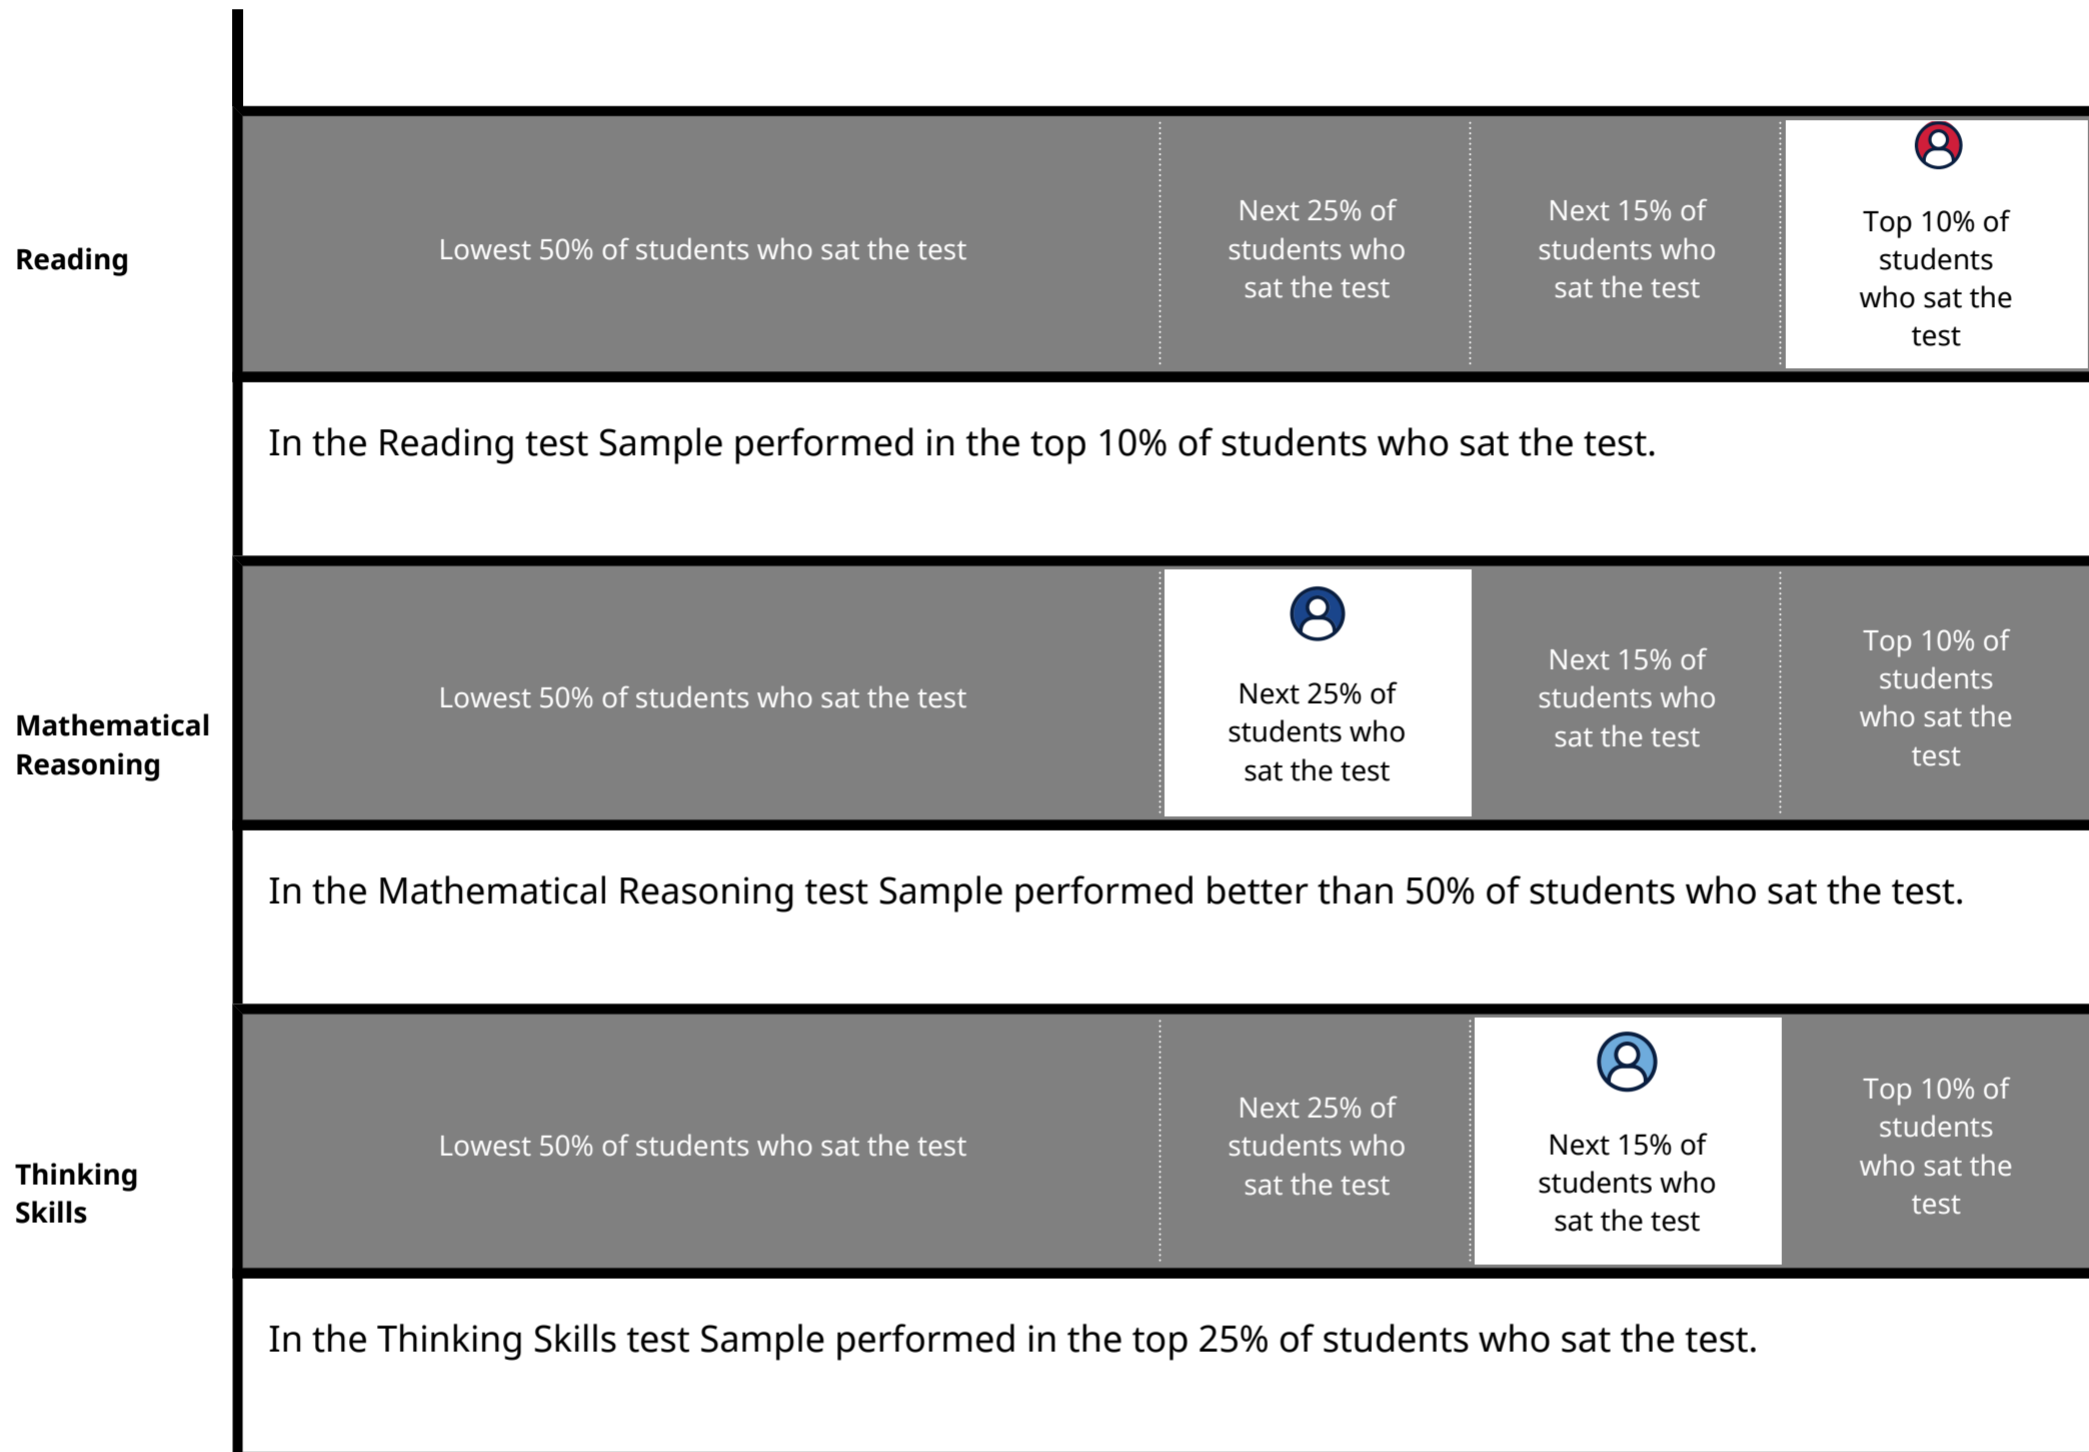 Reading
Lowest 50% of students who sat the test
Next 25% of
students who
sat the test
Next 15% of
students who
sat the test
Top 10% of
students
who sat the
test
In the Reading test Sample performed in the top 10% of students who sat the test.
Mathematical
Reasoning
Lowest 50% of students who sat the test
Next 25% of
students who
sat the test
Next 15% of
students who
sat the test
Top 10% of
students
who sat the
test
In the Mathematical Reasoning test Sample performed better than 50% of students who sat the test.
Thinking
Skills
Lowest 50% of students who sat the test
Next 25% of
students who
sat the test
Next 15% of
students who
sat the test
Top 10% of
students
who sat the
test
In the Thinking Skills test Sample performed in the top 25% of students who sat the test.